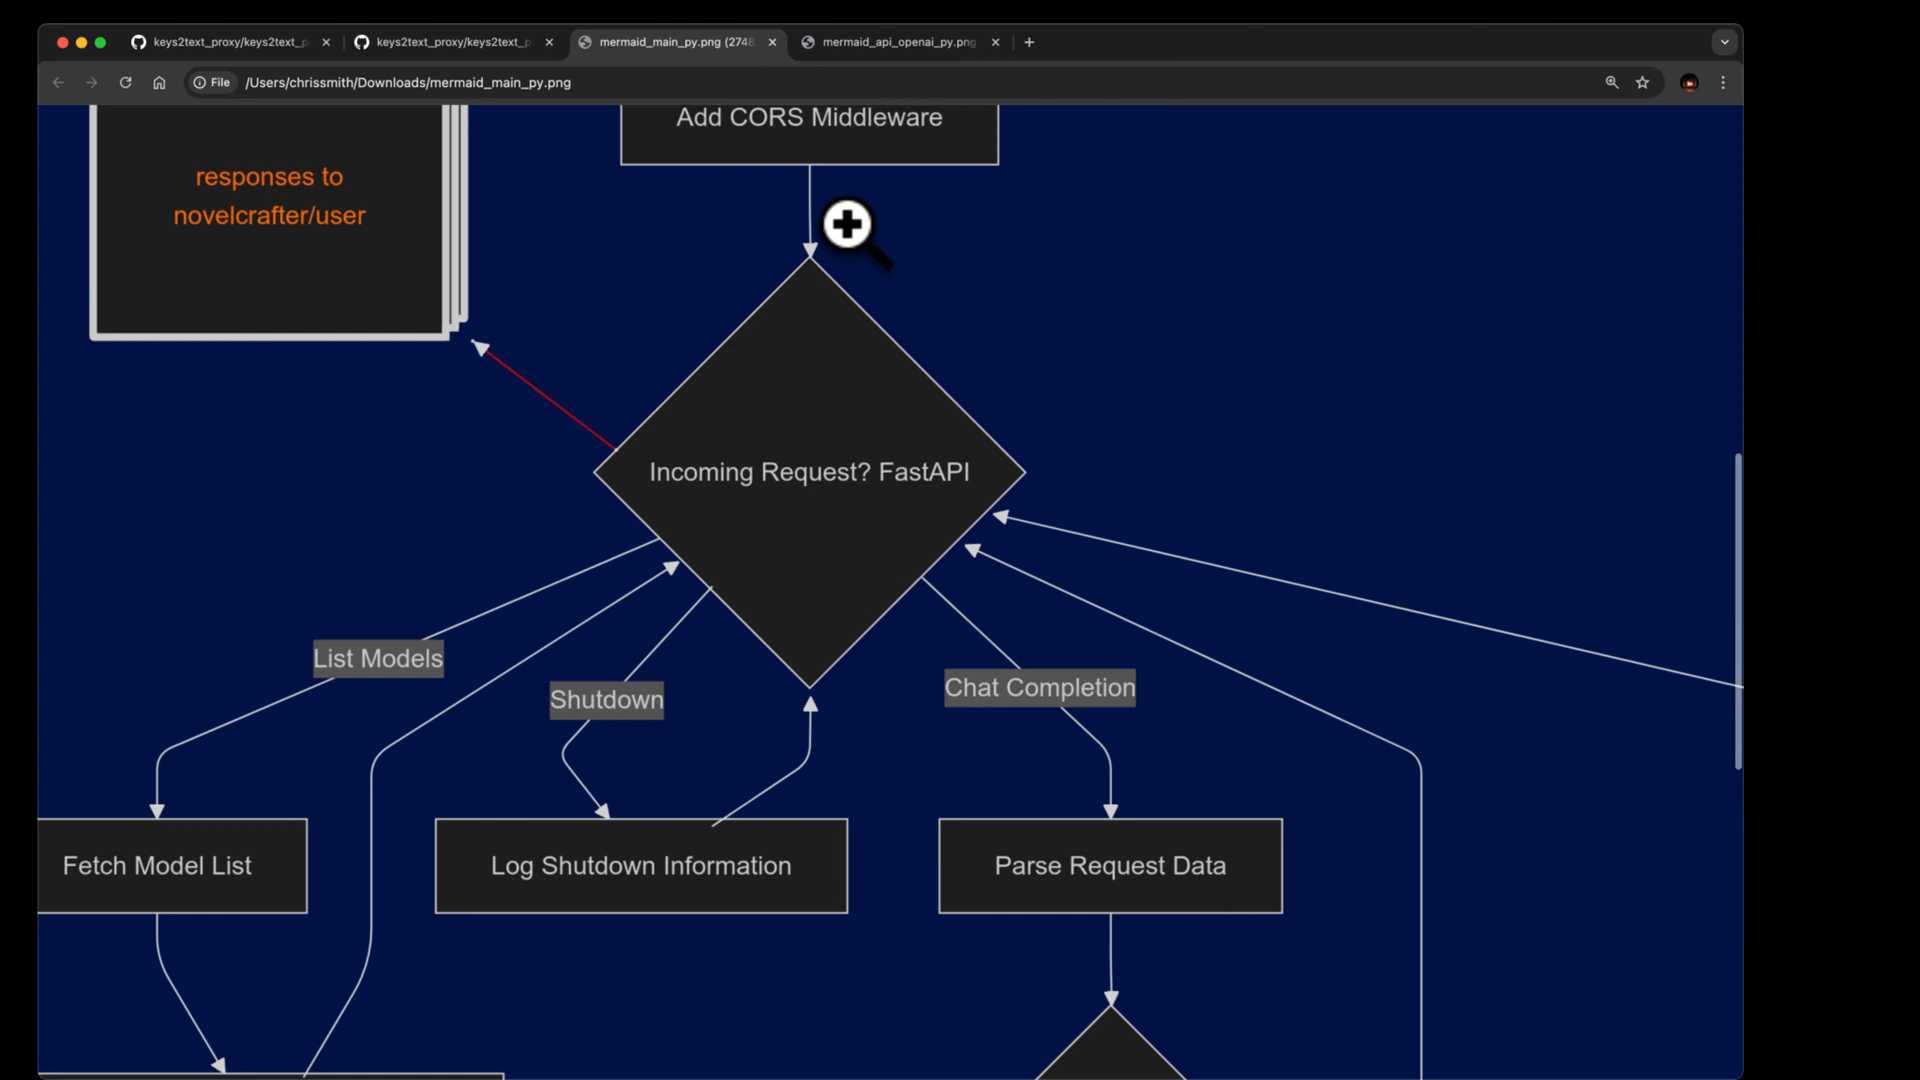 keys2text_proxy/keys2text_p
keys2text_proxy/keys2text_p
mermaid_main_py.png (2748
mermaid_api_openai_py.png
File
/Users/chrissmith/Downloads/mermaid_main_py.png
Add CORS Middleware
responses to
novelcrafter/user
Incoming Request? FastAPI
List Models
Shutdown
Chat Completion
Fetch Model List
Log Shutdown Information
Parse Request Data